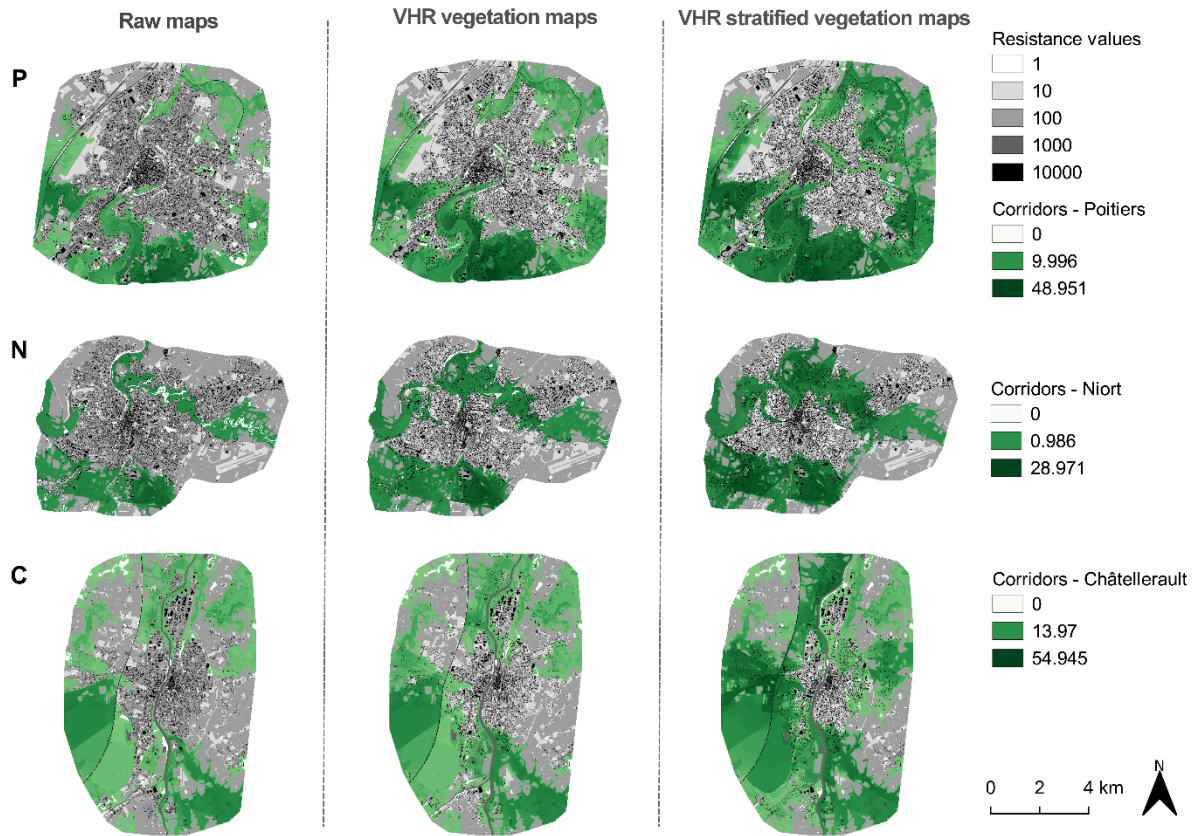 Raw maps
VHR vegetation maps
VHR stratified vegetation maps
P
N
C
Resistance values
1
10
100
1000
10000
Corridors - Poitiers
0
9.996
48.951
Corridors - Niort
0
0.986
28.971
Corridors - Châtellerault
0
13.97
54.945
N
0 2 4 km